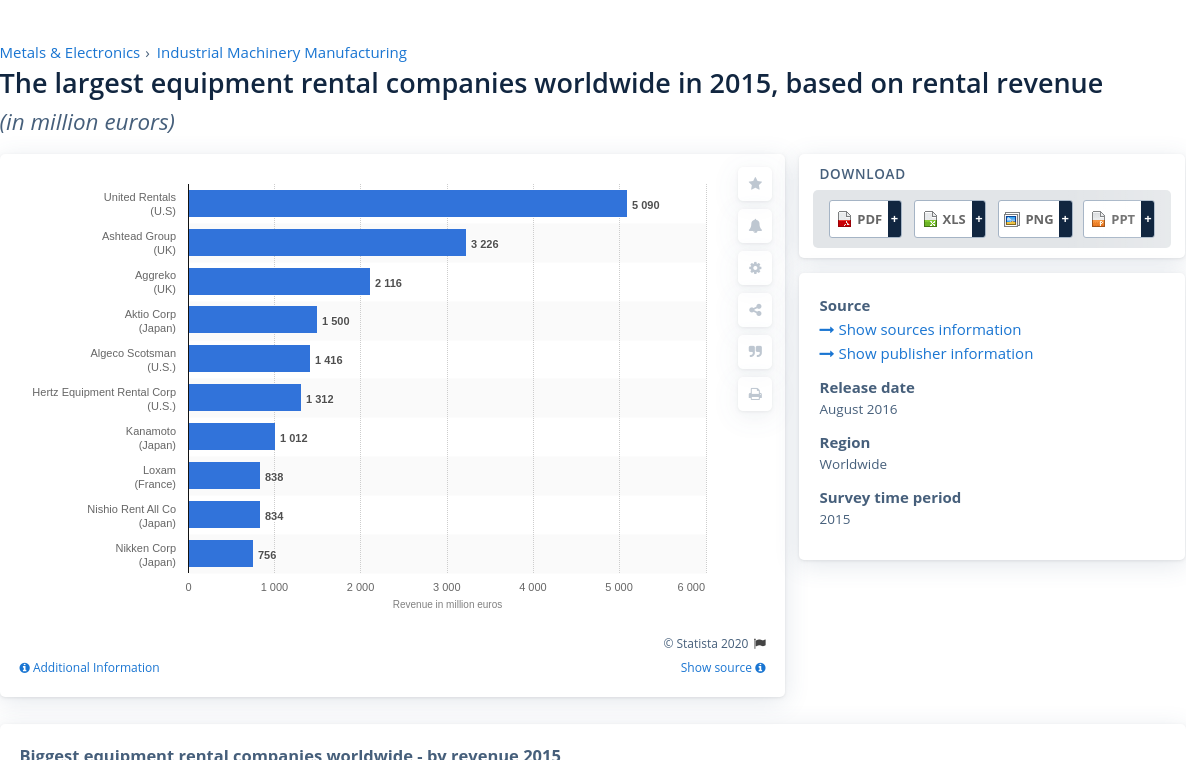 Metals & Electronics › Industrial Machinery Manufacturing
The largest equipment rental companies worldwide in 2015, based on rental revenue
(in million eurors)
United Rentals
(U.S)
5 090
Ashtead Group
(UK)
3 226
Aggreko
(UK)
2 116
Aktio Corp
(Japan)
1 500
Algeco Scotsman
(U.S.)
1 416
Hertz Equipment Rental Corp
(U.S.)
1 312
Kanamoto
(Japan)
1 012
Loxam
(France)
838
Nishio Rent All Co
(Japan)
834
Nikken Corp
(Japan)
756
0 1 000 2 000 3 000 4 000 5 000 6 000
Revenue in million euros
© Statista 2020
Additional Information
Show source
DOWNLOAD
PDF + XLS + PNG + PPT +
Source
Show sources information
Show publisher information
Release date
August 2016
Region
Worldwide
Survey time period
2015
Biggest equipment rental companies worldwide - by revenue 2015